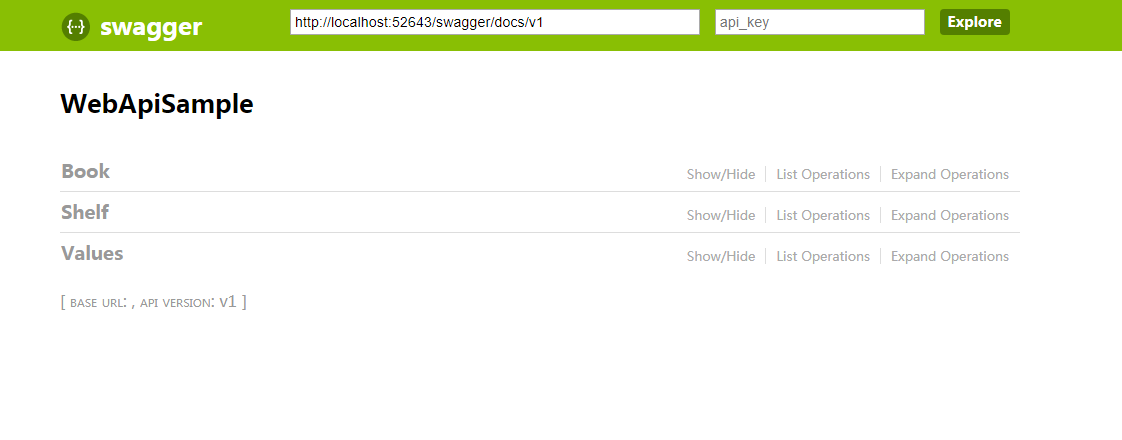 {··} swagger http://localhost:52643/swagger/docs/v1 api_key Explore
WebApiSample
Book Show/Hide List Operations Expand Operations
Shelf Show/Hide List Operations Expand Operations
Values Show/Hide List Operations Expand Operations
[ BASE URL: , API VERSION: v1 ]